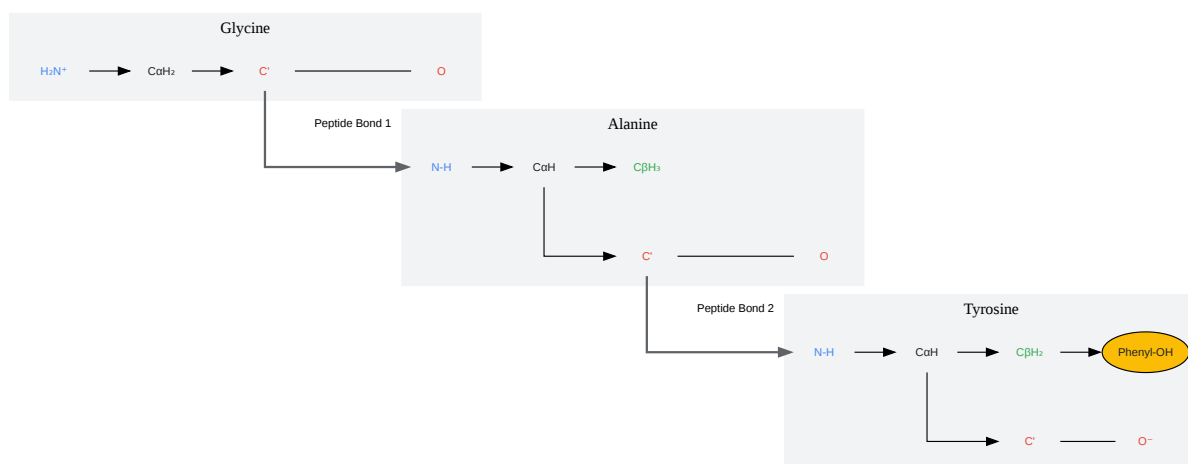 Glycine
H₂N⁺ CαH₂ C' O
Peptide Bond 1
Alanine
N-H CαH CβH₃
C' O
Peptide Bond 2
Tyrosine
N-H CαH CβH₂ Phenyl-OH
C' O⁻